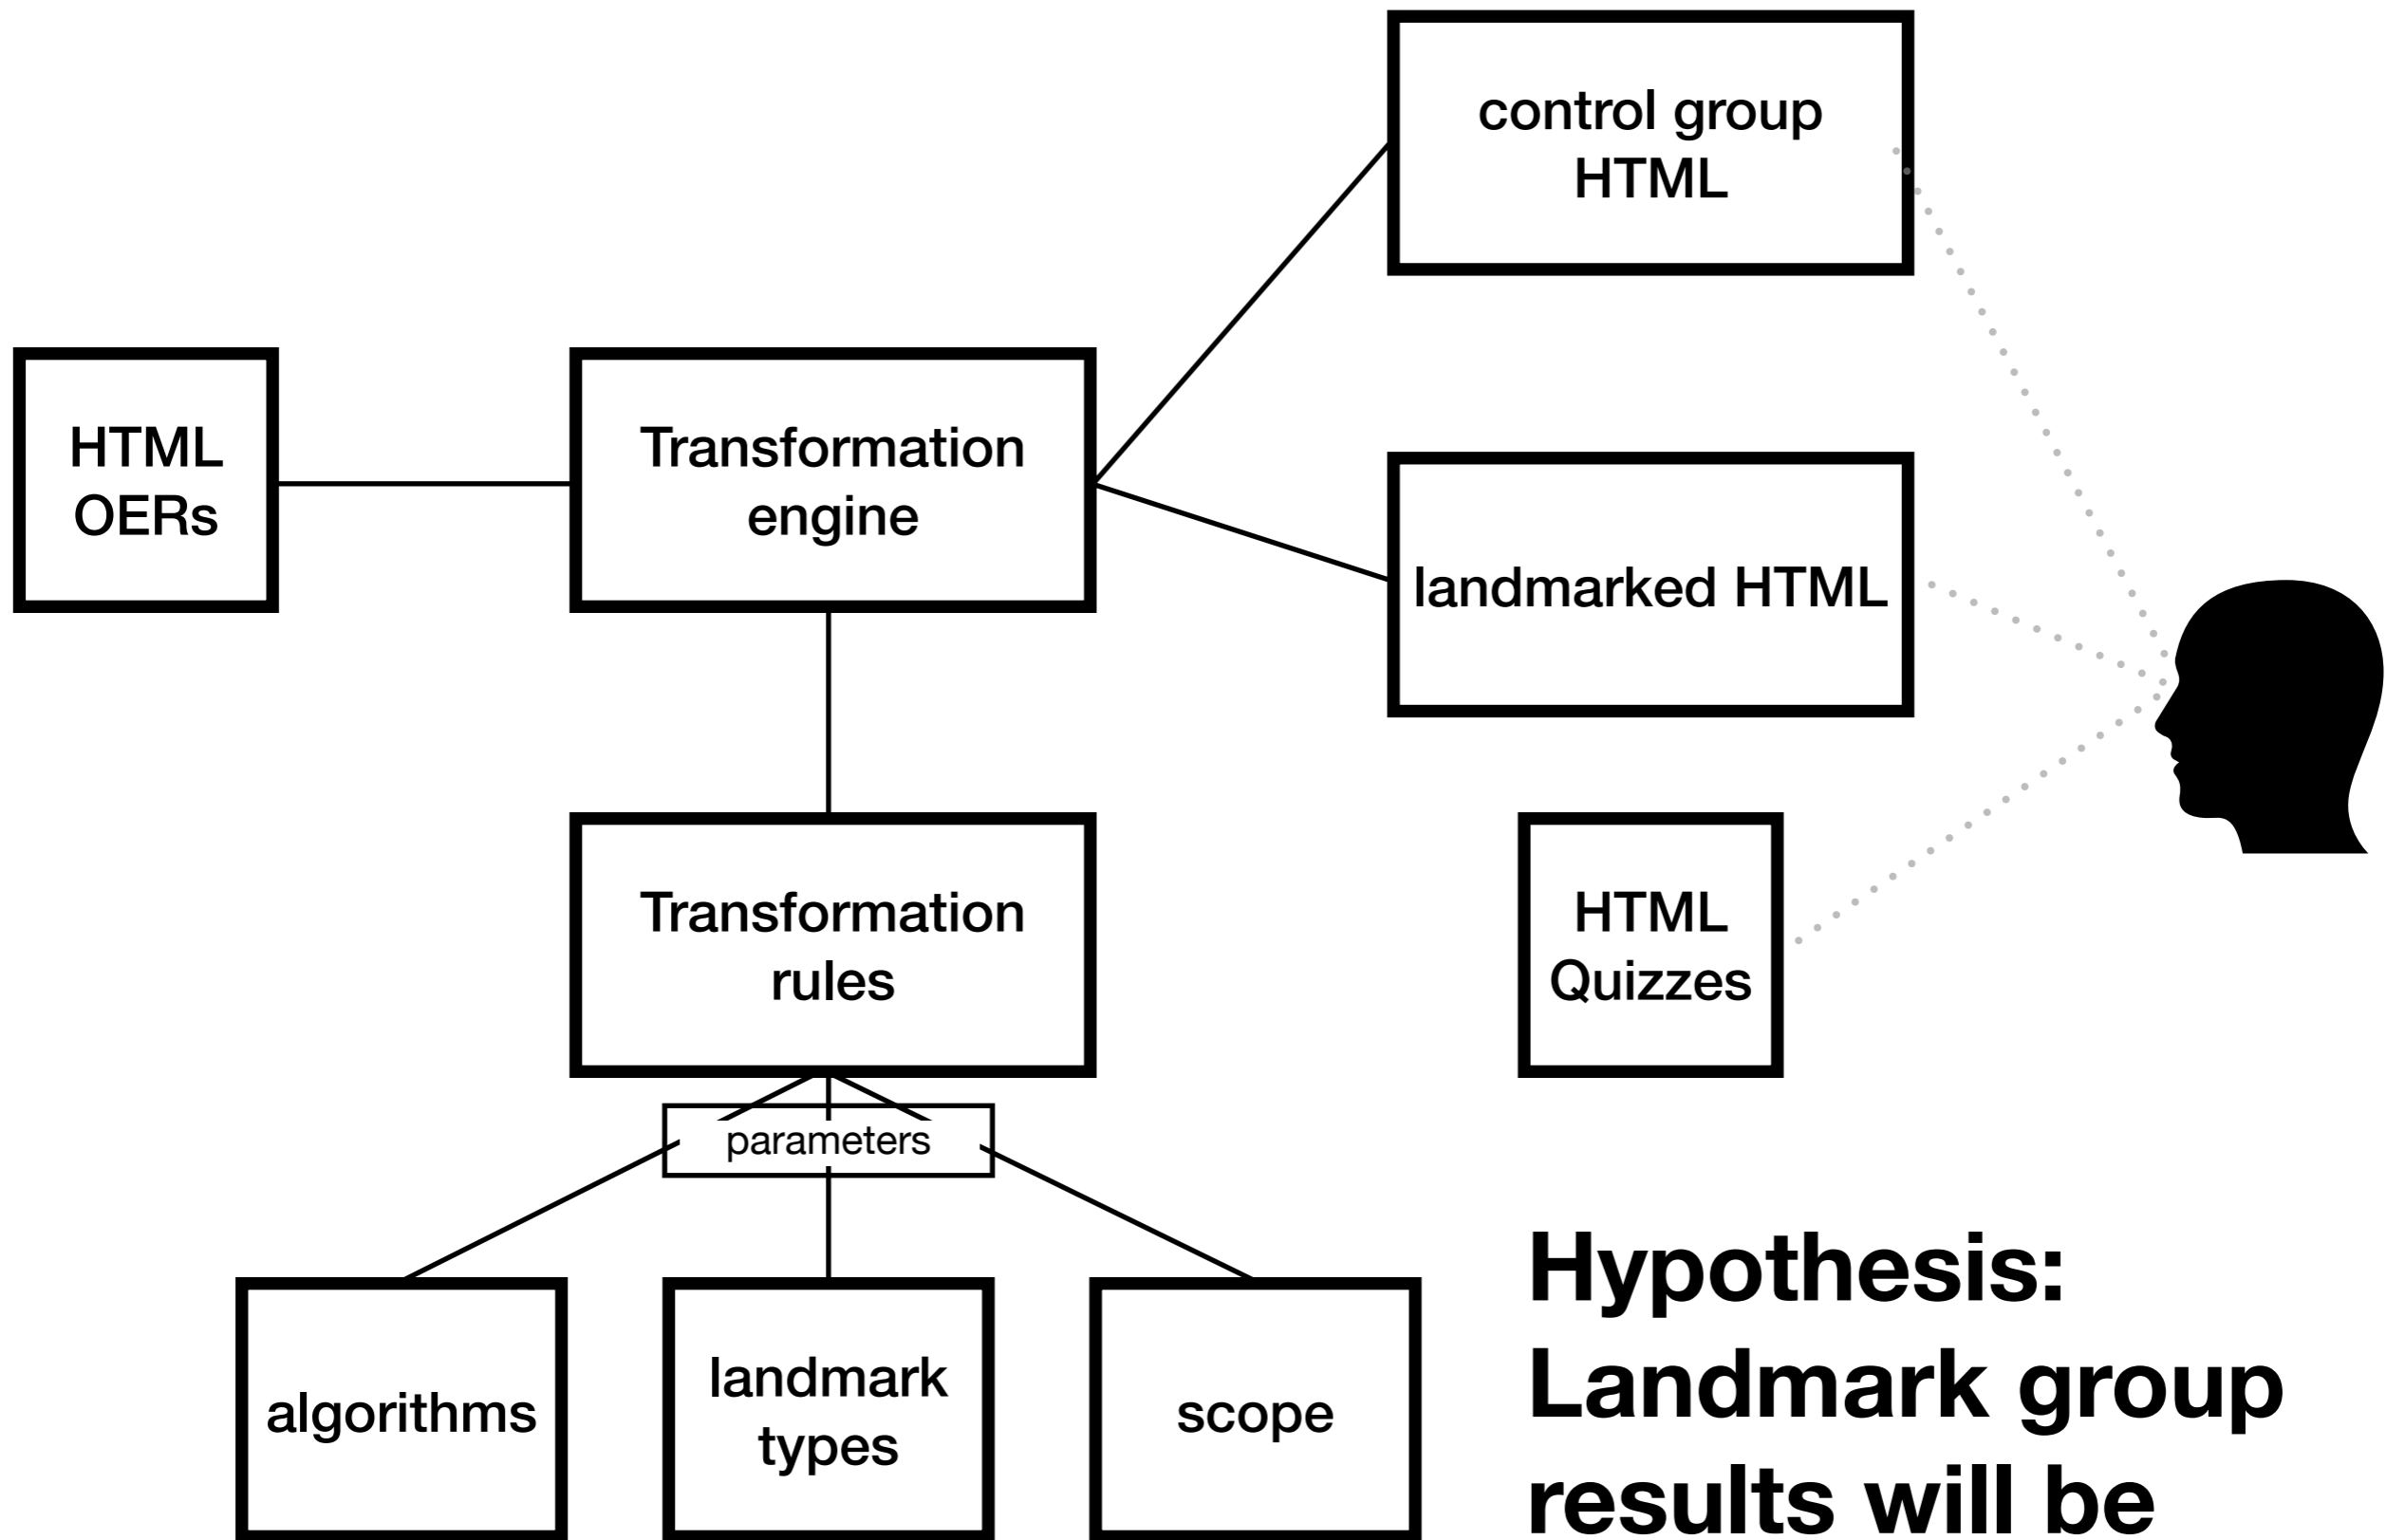 control group
HTML
HTML
OERs
Transformation
engine
landmarked HTML
Transformation
rules
HTML
Quizzes
parameters
algorithms
landmark
types
scope
Hypothesis:
Landmark group
results will be